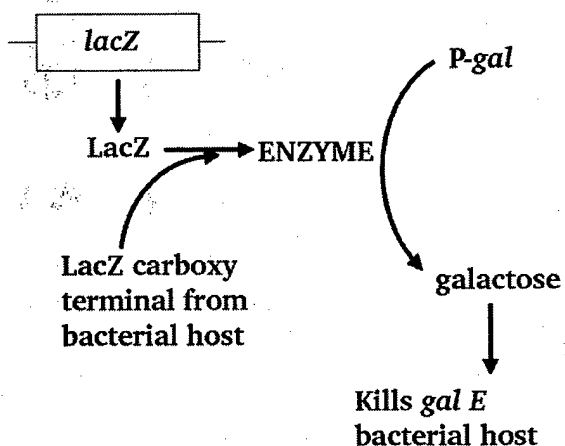 lacZ
P-gal
LacZ
ENZYME
LacZ carboxy
terminal from
bacterial host
galactose
Kills gal E
bacterial host